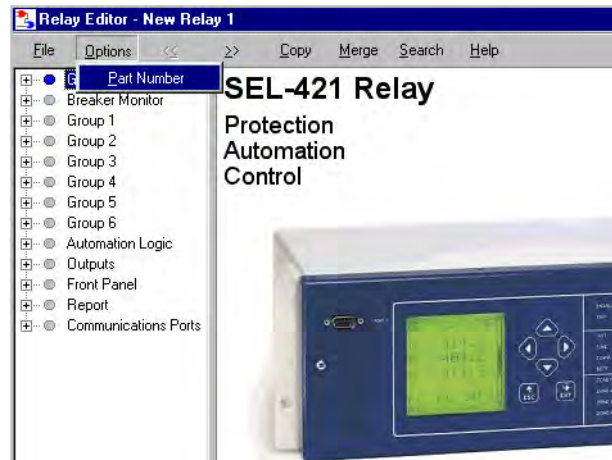 Relay Editor - New Relay 1
File Options << >> Copy Merge Search Help
G
Part Number
Breaker Monitor
Group 1
Group 2
Group 3
Group 4
Group 5
Group 6
Automation Logic
Outputs
Front Panel
Report
Communications Ports
SEL-421 Relay
Protection
Automation
Control
ESC
ENT